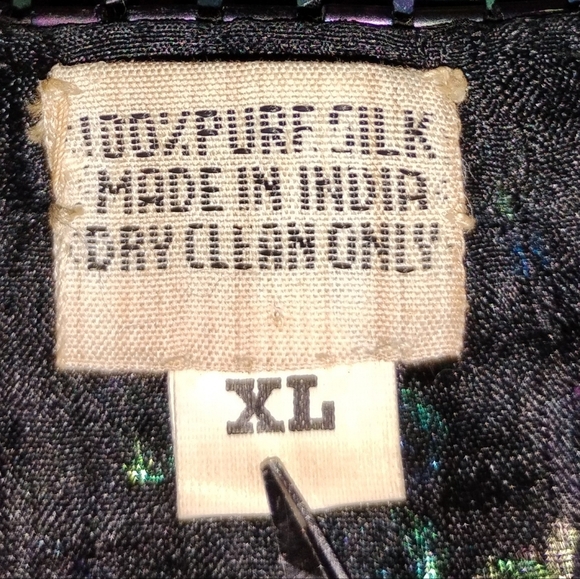 100% PURE SILK
MADE IN INDIA
DRY CLEAN ONLY
XL